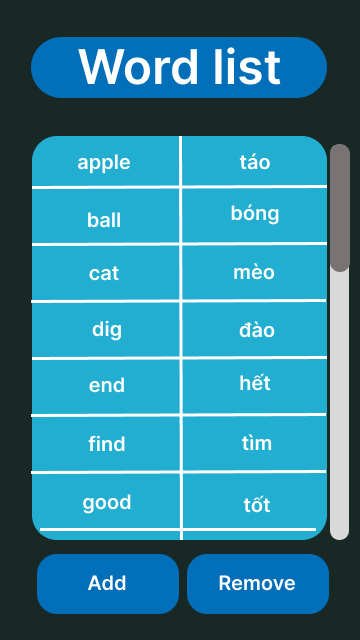 Word list
apple táo
ball bóng
cat mèo
dig đào
end hết
find tìm
good tốt
Add Remove